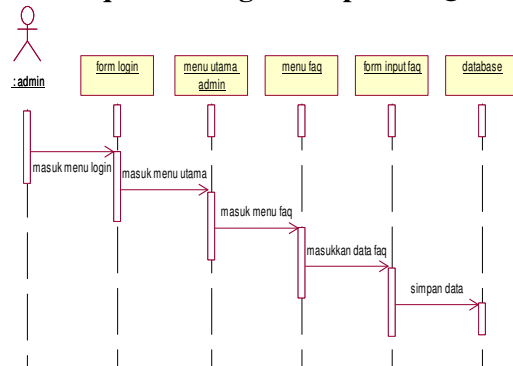 : admin
form login
menu utama
admin
menu faq
form input faq
database
masuk menu login
masuk menu utama
masuk menu faq
masukkan data faq
simpan data